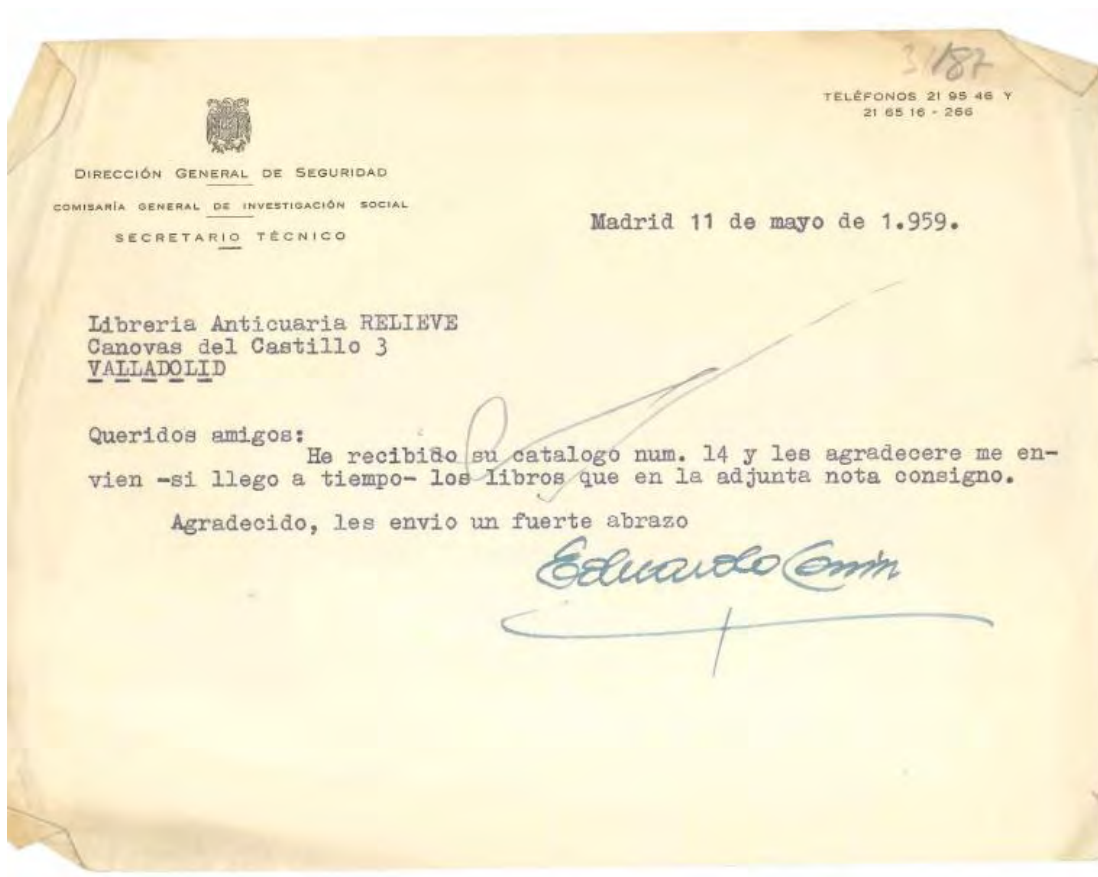 31/87
TELÉFONOS 21 95 46 Y
21 65 16 - 266
DIRECCIÓN GENERAL DE SEGURIDAD
COMISARÍA GENERAL DE INVESTIGACIÓN SOCIAL
SECRETARIO TÉCNICO
Madrid 11 de mayo de 1.959.
Libreria Anticuaria RELIEVE
Canovas del Castillo 3
VALLADOLID
Queridos amigos:
He recibido su catalogo num. 14 y les agradecere me en-
vien -si llego a tiempo- los libros que en la adjunta nota consigno.
Agradecido, les envio un fuerte abrazo
Eduardo Comin